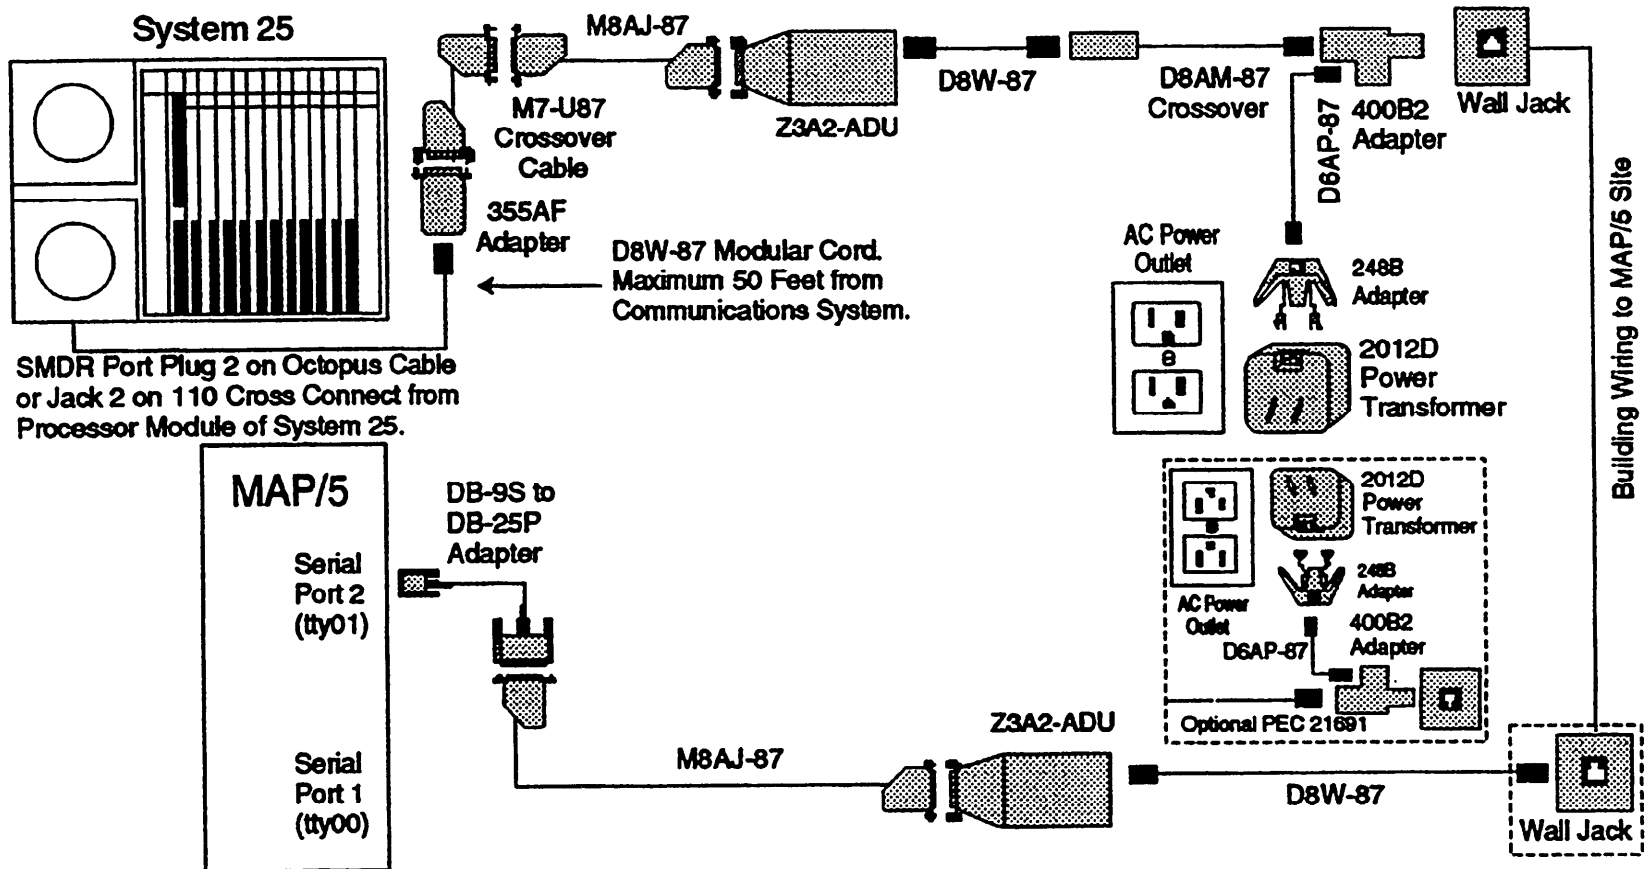 System 25
M8AJ-87
M7-U87
Crossover
Cable
Z3A2-ADU
D8W-87
D8AM-87
Crossover
400B2
Adapter
Wall Jack
D6AP-87
355AF
Adapter
D8W-87 Modular Cord.
Maximum 50 Feet from
Communications System.
AC Power
Outlet
248B
Adapter
2012D
Power
Transformer
Building Wiring to MAP/5 Site
SMDR Port Plug 2 on Octopus Cable
or Jack 2 on 110 Cross Connect from
Processor Module of System 25.
MAP/5
DB-9S to
DB-25P
Adapter
Serial
Port 2
(tty01)
Serial
Port 1
(tty00)
2012D
Power
Transformer
AC Power
Outlet
248B
Adapter
400B2
Adapter
D6AP-87
Optional PEC 21691
M8AJ-87
Z3A2-ADU
D8W-87
Wall Jack